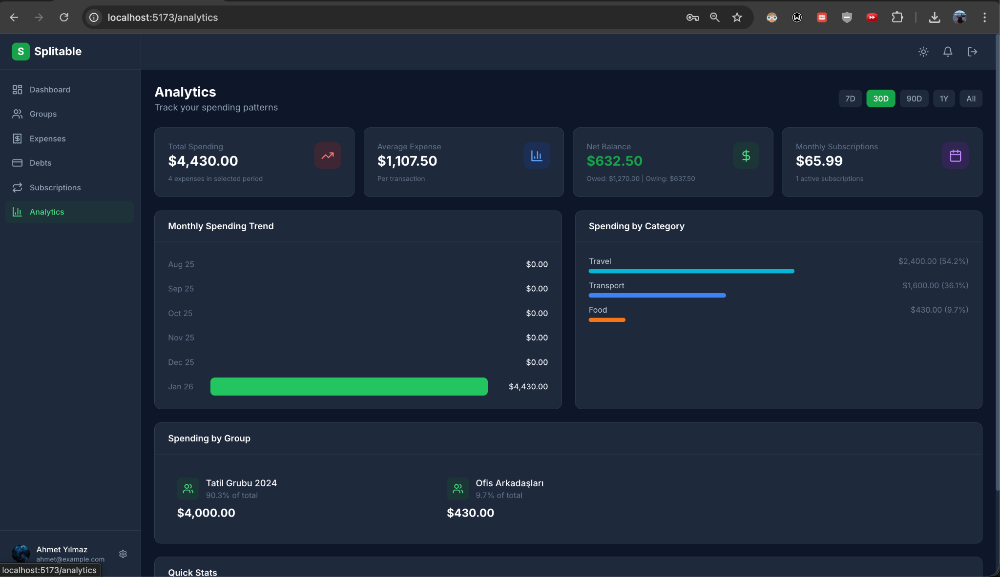 localhost:5173/analytics
S Splitable
Dashboard
Groups
Expenses
Debts
Subscriptions
Analytics
Analytics
Track your spending patterns
7D 30D 90D 1Y All
Total Spending
$4,430.00
4 expenses in selected period
Average Expense
$1,107.50
Per transaction
Net Balance
$632.50
Owed: $1,270.00 | Owing: $637.50
Monthly Subscriptions
$65.99
1 active subscriptions
Monthly Spending Trend
Aug 25 $0.00
Sep 25 $0.00
Oct 25 $0.00
Nov 25 $0.00
Dec 25 $0.00
Jan 26 $4,430.00
Spending by Category
Travel $2,400.00 (54.2%)
Transport $1,600.00 (36.1%)
Food $430.00 (9.7%)
Spending by Group
Tatil Grubu 2024
90.3% of total
$4,000.00
Ofis Arkadaşları
9.7% of total
$430.00
Quick Stats
Ahmet Yılmaz
ahmet@example.com
localhost:5173/analytics